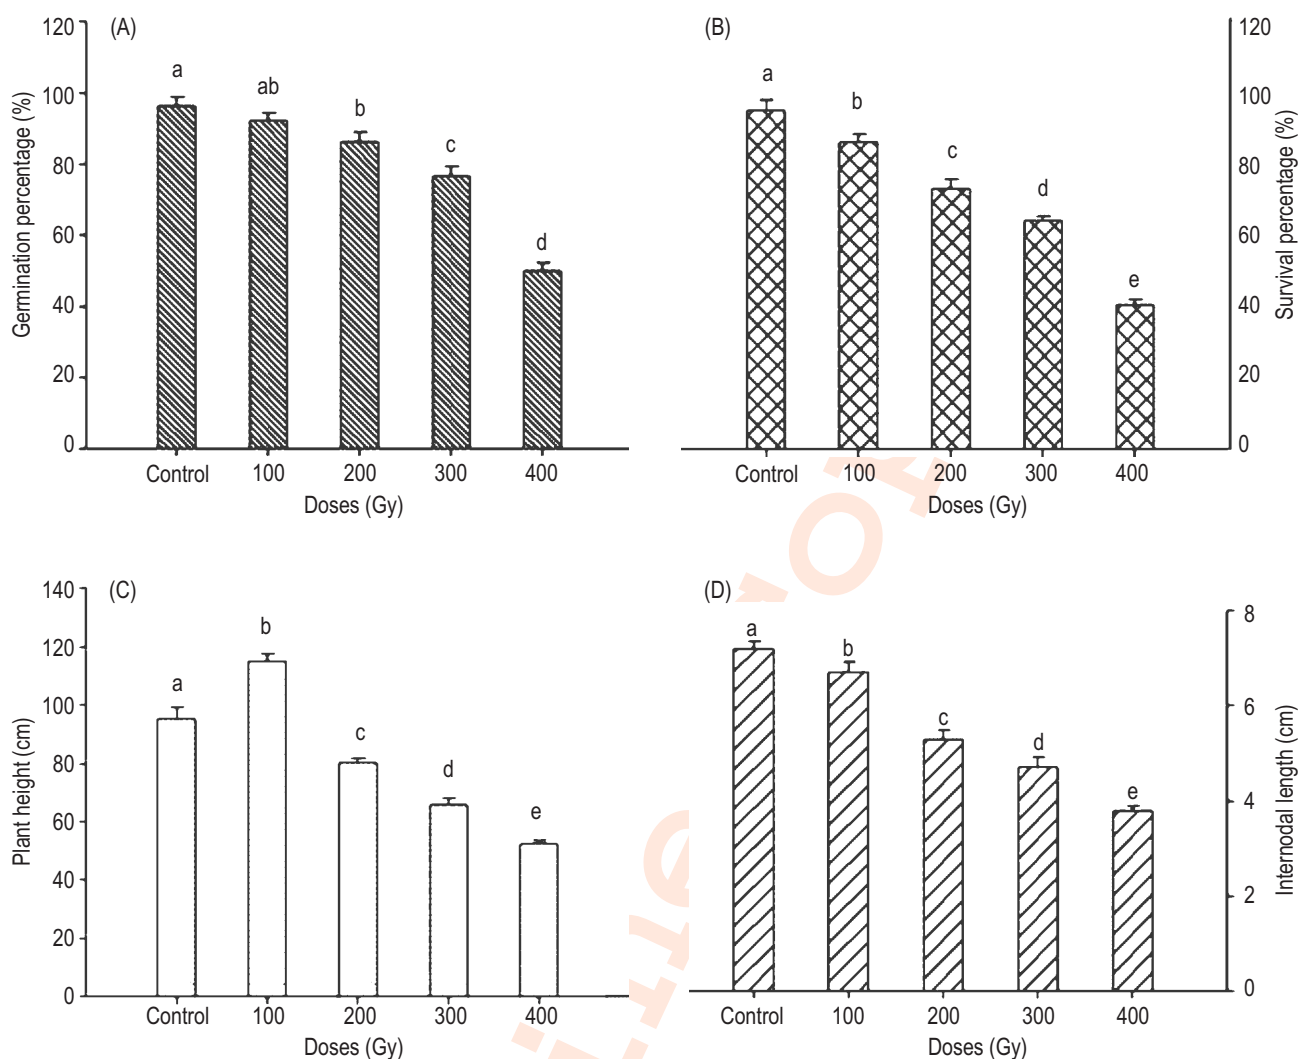 (A)
120
100
80
60
40
20
0
Germination percentage (%)
a
ab
b
c
d
Control 100 200 300 400
Doses (Gy)
(B)
120
100
80
60
40
20
0
Survival percentage (%)
a
b
c
d
e
Control 100 200 300 400
Doses (Gy)
(C)
140
120
100
80
60
40
20
0
Plant height (cm)
a
b
c
d
e
Control 100 200 300 400
Doses (Gy)
(D)
8
6
4
2
0
Internodal length (cm)
a
b
c
d
e
Control 100 200 300 400
Doses (Gy)